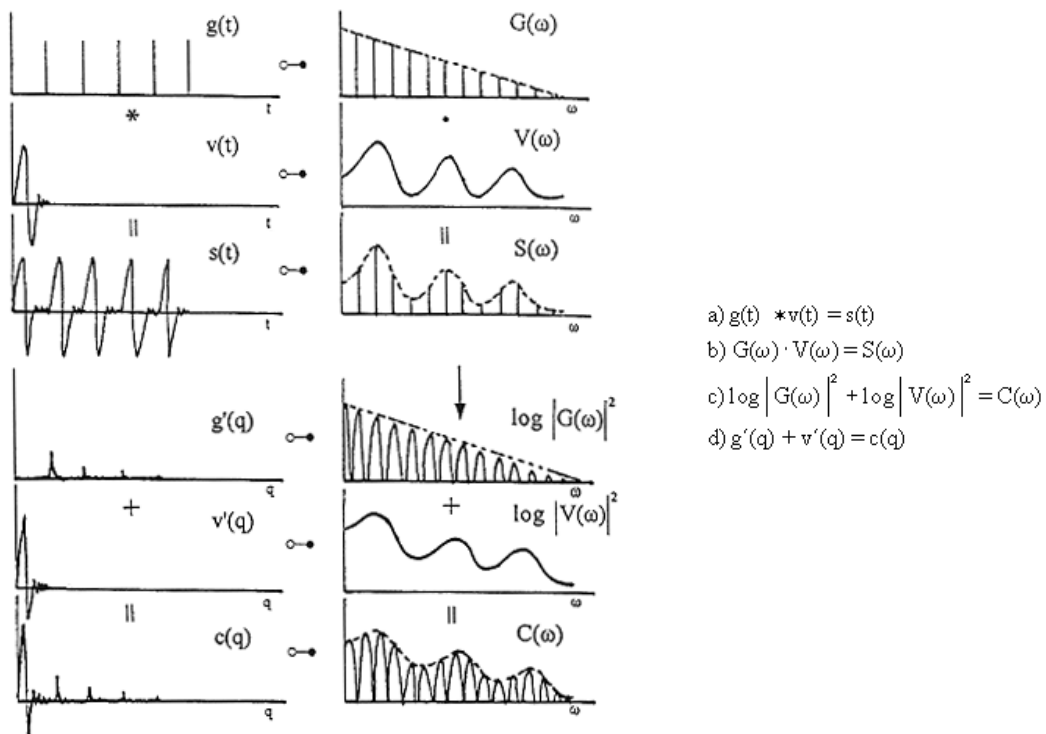 g(t)
G(ω)
t
ω
*
·
v(t)
V(ω)
t
ω
=
=
s(t)
S(ω)
t
ω
g'(q)
log |G(ω)|²
q
ω
+
+
v'(q)
log |V(ω)|²
q
ω
=
=
c(q)
C(ω)
q
ω
a) g(t) *v(t) = s(t)
b) G(ω) · V(ω) = S(ω)
c) log |G(ω)|² + log |V(ω)|² = C(ω)
d) g´(q) + v´(q) = c(q)